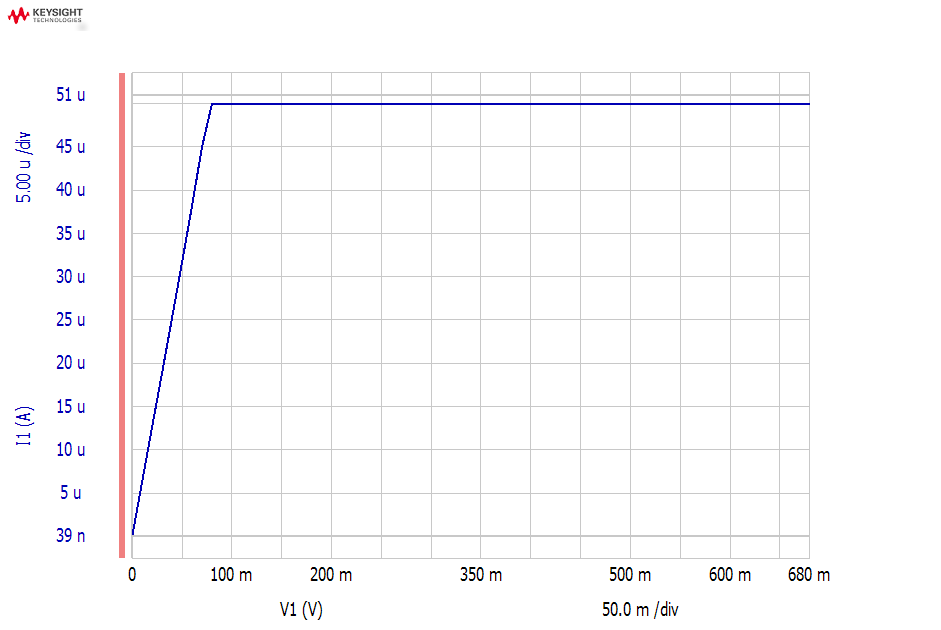 KEYSIGHT
TECHNOLOGIES
51 u
45 u
40 u
35 u
30 u
25 u
20 u
15 u
10 u
5 u
39 n
5.00 u /div
I1 (A)
0 100 m 200 m 350 m 500 m 600 m 680 m
V1 (V) 50.0 m /div